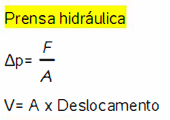 Prensa hidráulica
Δp= F/A
V= A x Deslocamento